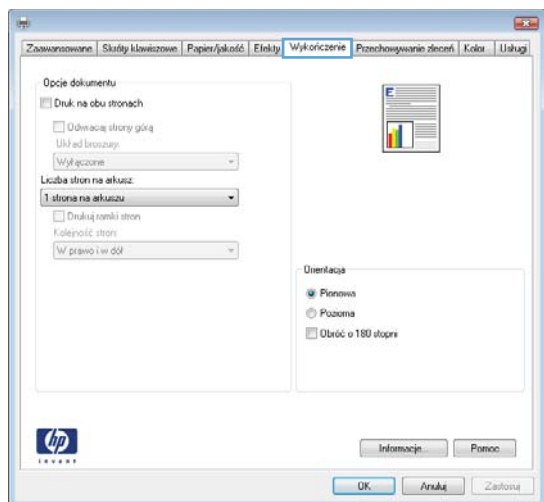 Zaawansowane Skróty klawiszowe Papier/jakość Efekty Wykończenie Przechowywanie zleceń Kolor Usługi
Opcje dokumentu
Druk na obu stronach
Odwracaj strony górą
Układ broszury:
Wyłączone
Liczba stron na arkusz:
1 strona na arkuszu
Drukuj ramki stron
Kolejność stron:
W prawo i w dół
E
Orientacja
Pionowa
Pozioma
Obróć o 180 stopni
hp
invent
Informacje... Pomoc
OK Anuluj Zastosuj